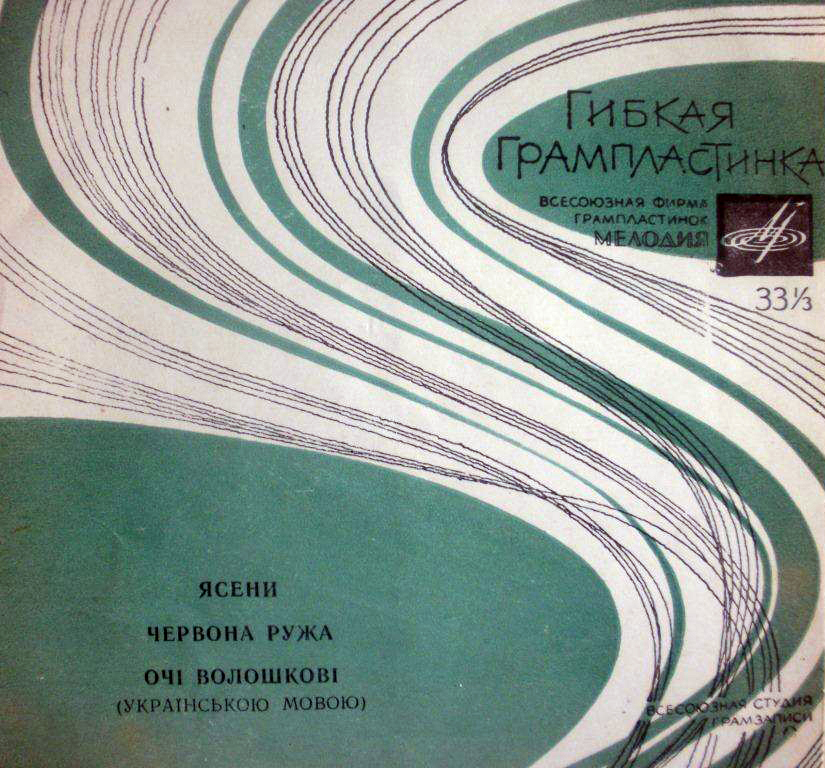 ГИБКАЯ
ГРАМПЛАСТИНКА
ВСЕСОЮЗНАЯ ФИРМА
ГРАМПЛАСТИНОК
МЕЛОДИЯ
33⅓
ЯСЕНИ
ЧЕРВОНА РУЖА
ОЧІ ВОЛОШКОВІ
(УКРАЇНСЬКОЮ МОВОЮ)
ВСЕСОЮЗНАЯ СТУДИЯ
ГРАМЗАПИСИ